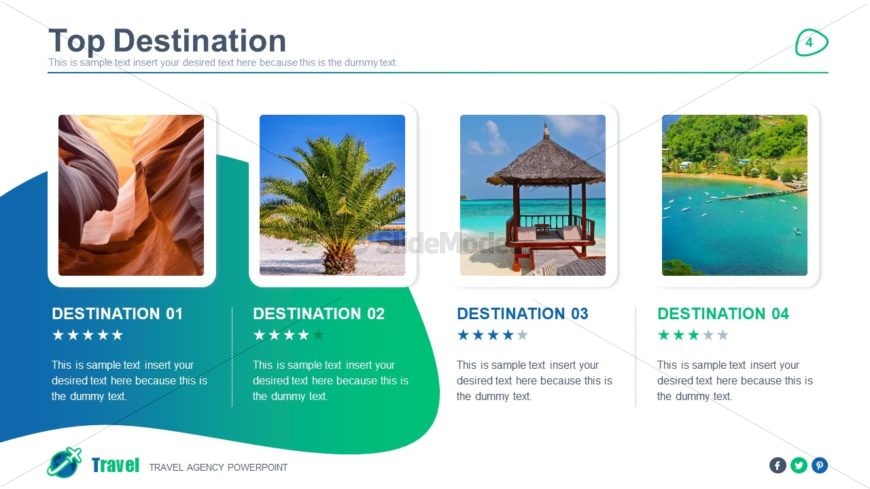 Top Destination
This is sample text insert your desired text here because this is the dummy text.
4
SlideModel
DESTINATION 01
This is sample text insert your
desired text here because this is
the dummy text.
DESTINATION 02
This is sample text insert your
desired text here because this is
the dummy text.
DESTINATION 03
This is sample text insert your
desired text here because this is
the dummy text.
DESTINATION 04
This is sample text insert your
desired text here because this is
the dummy text.
Travel
TRAVEL AGENCY POWERPOINT